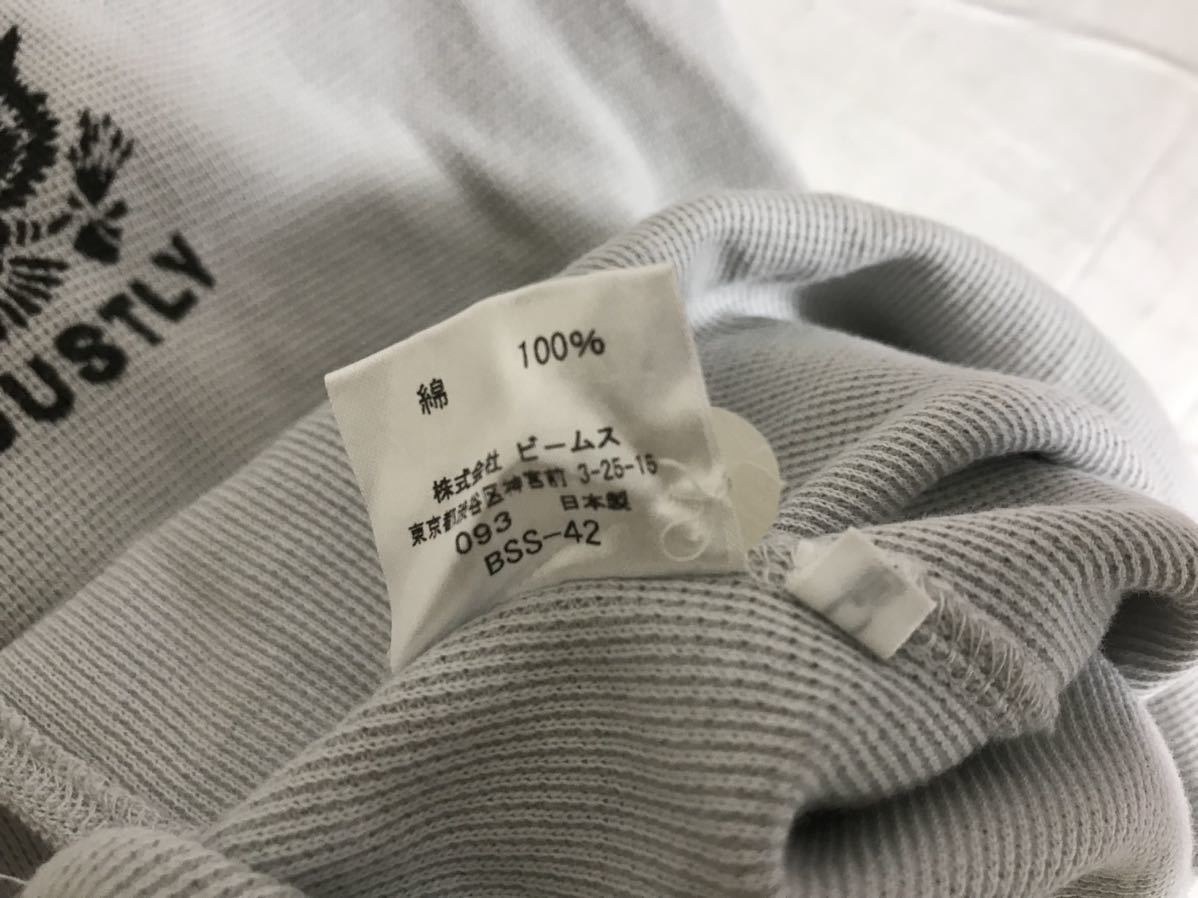 USTLY
綿 100%
株式会社 ビームス
東京都渋谷区神宮前 3-25-15
093 日本製
BSS-42